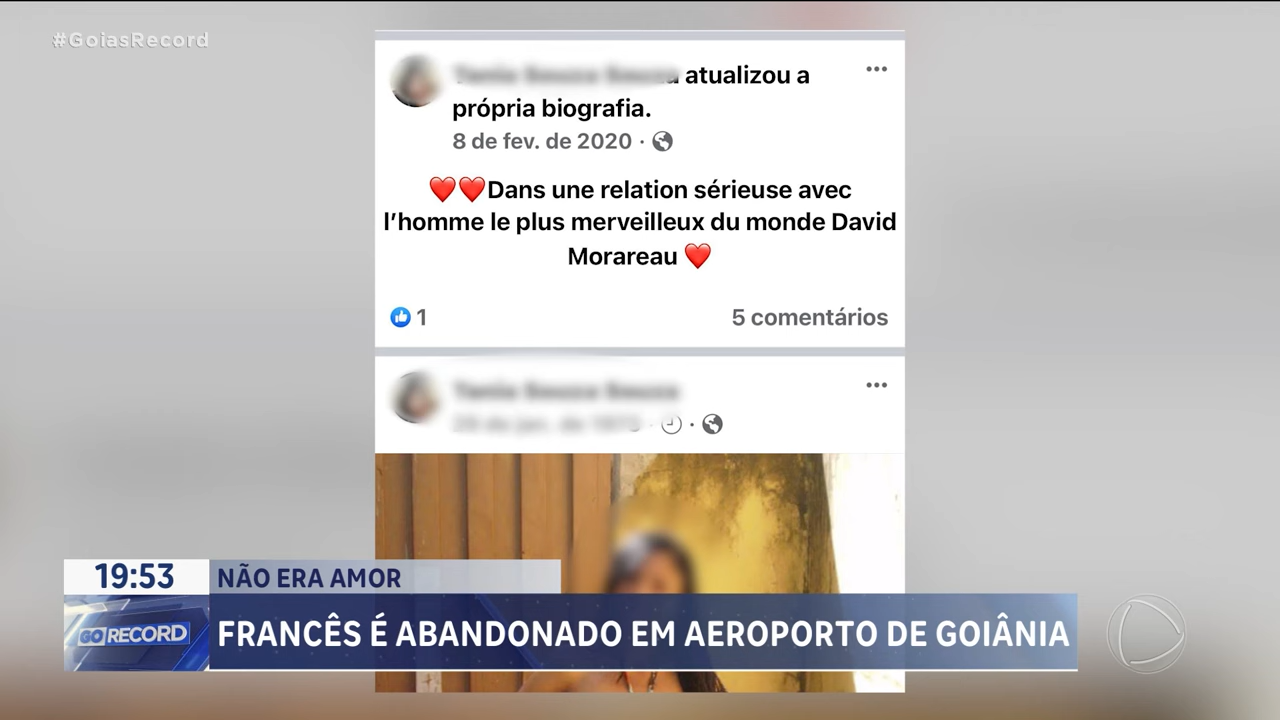 #GoiasRecord
atualizou a
própria biografia.
8 de fev. de 2020 ·
❤️❤️Dans une relation sérieuse avec
l’homme le plus merveilleux du monde David
Morareau ❤️
1
5 comentários
19:53
NÃO ERA AMOR
GO RECORD
FRANCÊS É ABANDONADO EM AEROPORTO DE GOIÂNIA